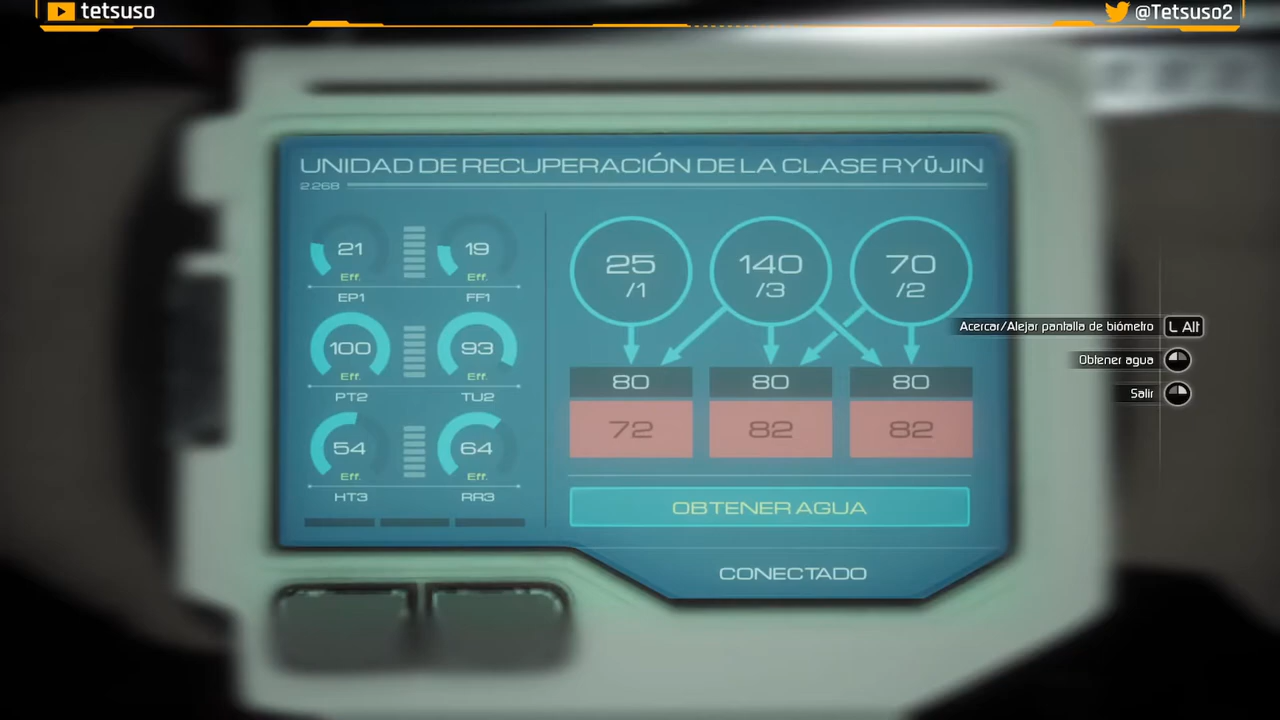 tetsuso
@Tetsuso2
UNIDAD DE RECUPERACIÓN DE LA CLASE RYŪJIN
2.268
21
Eff.
EP1
19
Eff.
FF1
100
Eff.
PT2
93
Eff.
TU2
54
Eff.
HT3
64
Eff.
RR3
25
/1
140
/3
70
/2
80
80
80
72
82
82
OBTENER AGUA
CONECTADO
Acercar/Alejar pantalla de biómetro L Alt
Obtener agua
Salir